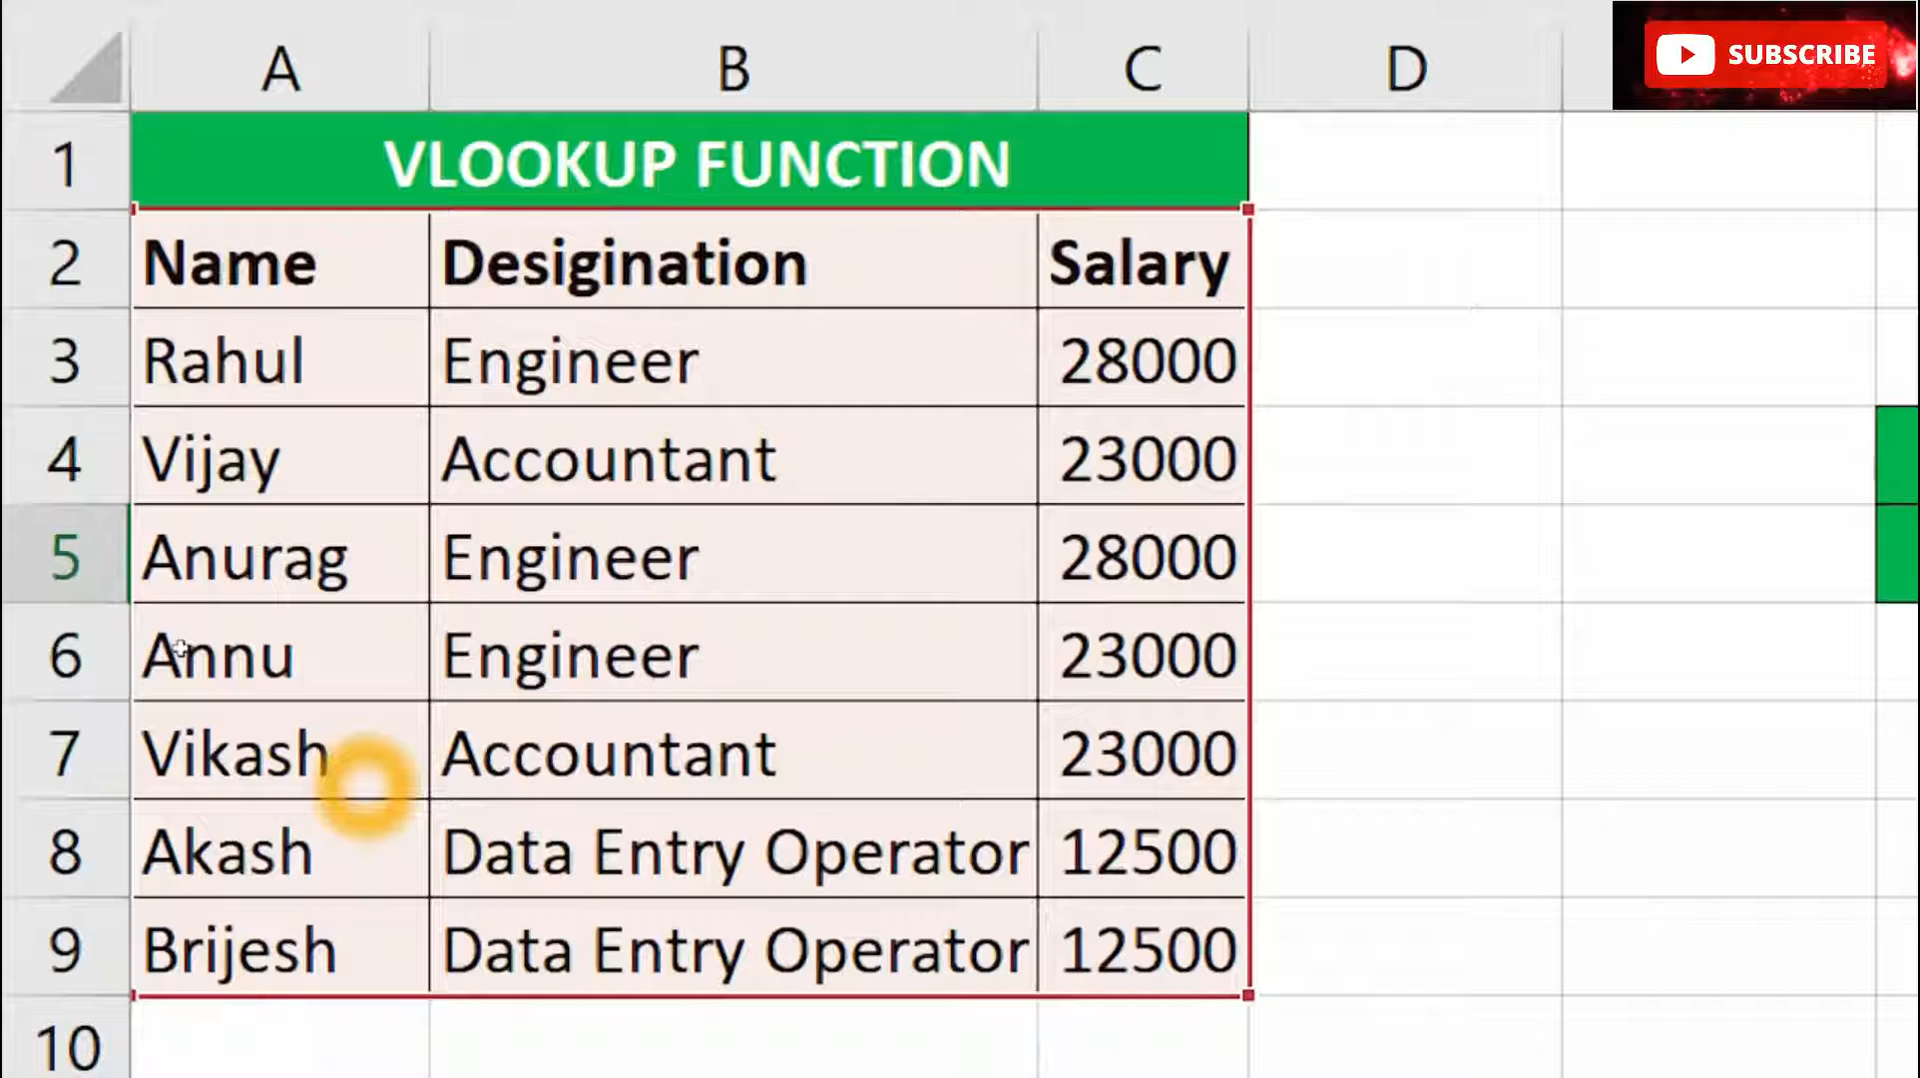 A B C D
SUBSCRIBE
1 VLOOKUP FUNCTION
2 Name Desigination Salary
3 Rahul Engineer 28000
4 Vijay Accountant 23000
5 Anurag Engineer 28000
6 Annu Engineer 23000
7 Vikash Accountant 23000
8 Akash Data Entry Operator 12500
9 Brijesh Data Entry Operator 12500
10